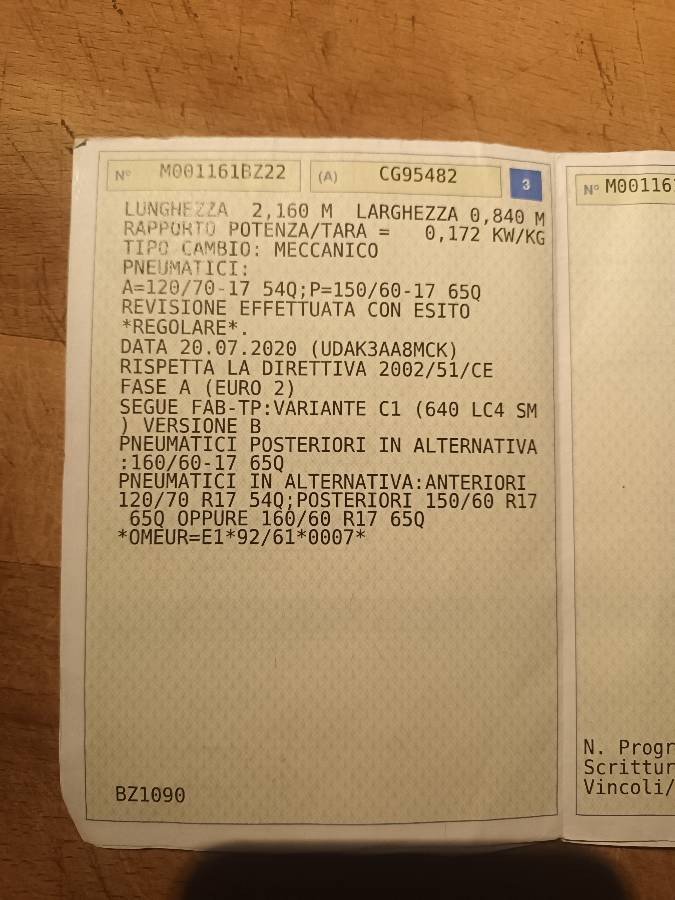 N° M001161BZ22 (A) CG95482 3
LUNGHEZZA 2,160 M LARGHEZZA 0,840 M
RAPPORTO POTENZA/TARA = 0,172 KW/KG
TIPO CAMBIO: MECCANICO
PNEUMATICI:
A=120/70-17 54Q;P=150/60-17 65Q
REVISIONE EFFETTUATA CON ESITO
*REGOLARE*.
DATA 20.07.2020 (UDAK3AA8MCK)
RISPETTA LA DIRETTIVA 2002/51/CE
FASE A (EURO 2)
SEGUE FAB-TP:VARIANTE C1 (640 LC4 SM
) VERSIONE B
PNEUMATICI POSTERIORI IN ALTERNATIVA
:160/60-17 65Q
PNEUMATICI IN ALTERNATIVA:ANTERIORI
120/70 R17 54Q;POSTERIORI 150/60 R17
65Q OPPURE 160/60 R17 65Q
*OMEUR=E1*92/61*0007*
BZ1090
N° M00116
N. Progr
Scrittur
Vincoli/